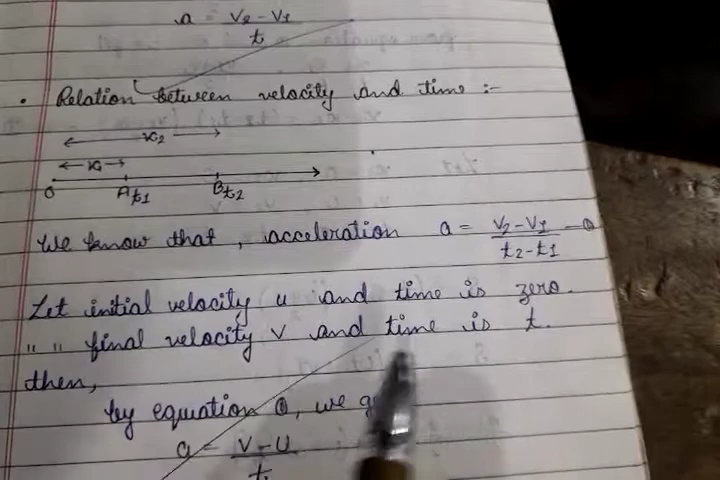 a = v₂-v₁
t
• Relation between velocity and time :-
x₂
x₁
O A t₁ B t₂
We know that, acceleration a = v₂-v₁ - ①
t₂-t₁
Let initial velocity u and time is zero.
" " final velocity v and time is t.
then,
by equation ①, we
a = v-u
t